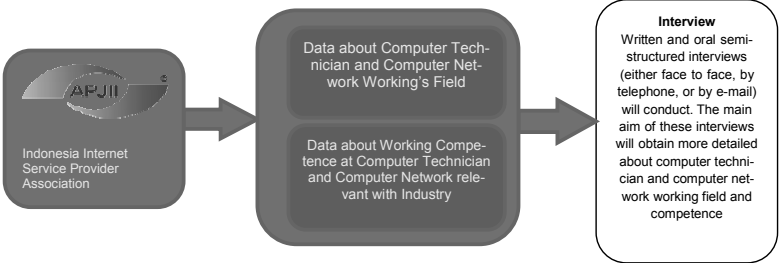 APJII
©
Indonesia Internet
Service Provider
Association
Data about Computer Tech-
nician and Computer Net-
work Working's Field
Data about Working Compe-
tence at Computer Technician
and Computer Network rele-
vant with Industry
Interview
Written and oral semi-
structured interviews
(either face to face, by
telephone, or by e-mail)
will conduct. The main
aim of these interviews
will obtain more detailed
about computer techni-
cian and computer net-
work working field and
competence